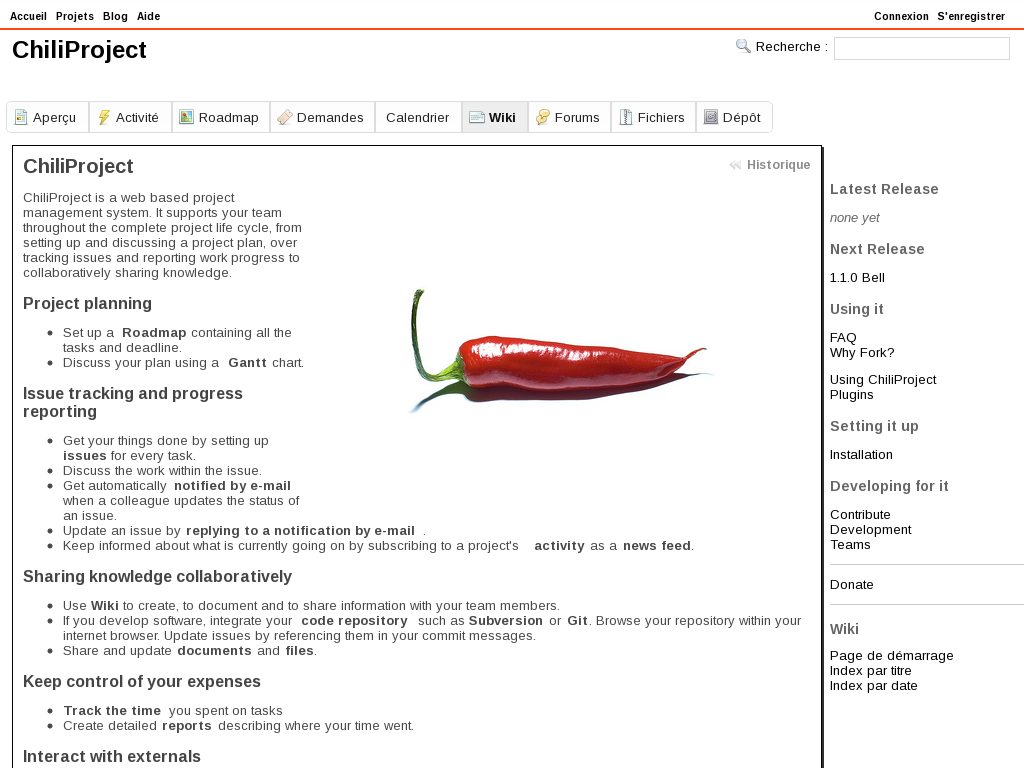 Accueil Projets Blog Aide
Connexion S'enregistrer
ChiliProject
Recherche :
Aperçu Activité Roadmap Demandes Calendrier Wiki Forums Fichiers Dépôt
ChiliProject
Historique
ChiliProject is a web based project
management system. It supports your team
throughout the complete project life cycle, from
setting up and discussing a project plan, over
tracking issues and reporting work progress to
collaboratively sharing knowledge.
Project planning
Set up a Roadmap containing all the
tasks and deadline.
Discuss your plan using a Gantt chart.
Issue tracking and progress
reporting
Get your things done by setting up
issues for every task.
Discuss the work within the issue.
Get automatically notified by e-mail
when a colleague updates the status of
an issue.
Update an issue by replying to a notification by e-mail .
Keep informed about what is currently going on by subscribing to a project's activity as a news feed.
Sharing knowledge collaboratively
Use Wiki to create, to document and to share information with your team members.
If you develop software, integrate your code repository such as Subversion or Git. Browse your repository within your
internet browser. Update issues by referencing them in your commit messages.
Share and update documents and files.
Keep control of your expenses
Track the time you spent on tasks
Create detailed reports describing where your time went.
Interact with externals
Latest Release
none yet
Next Release
1.1.0 Bell
Using it
FAQ
Why Fork?
Using ChiliProject
Plugins
Setting it up
Installation
Developing for it
Contribute
Development
Teams
Donate
Wiki
Page de démarrage
Index par titre
Index par date